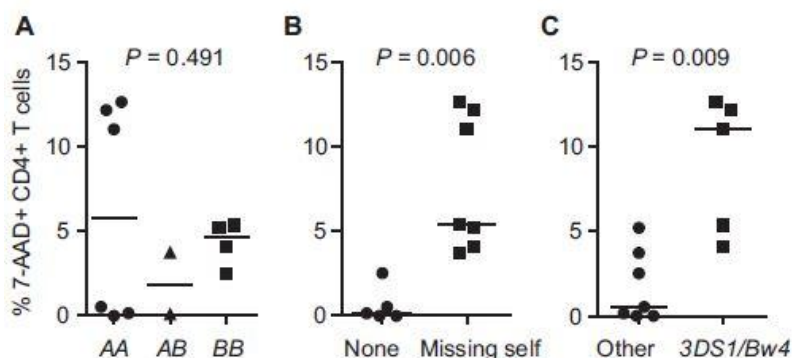 A
P = 0.491
15
10
5
0
% 7-AAD+ CD4+ T cells
AA AB BB
B
P = 0.006
15
10
5
0
None Missing self
C
P = 0.009
15
10
5
0
Other 3DS1/Bw4